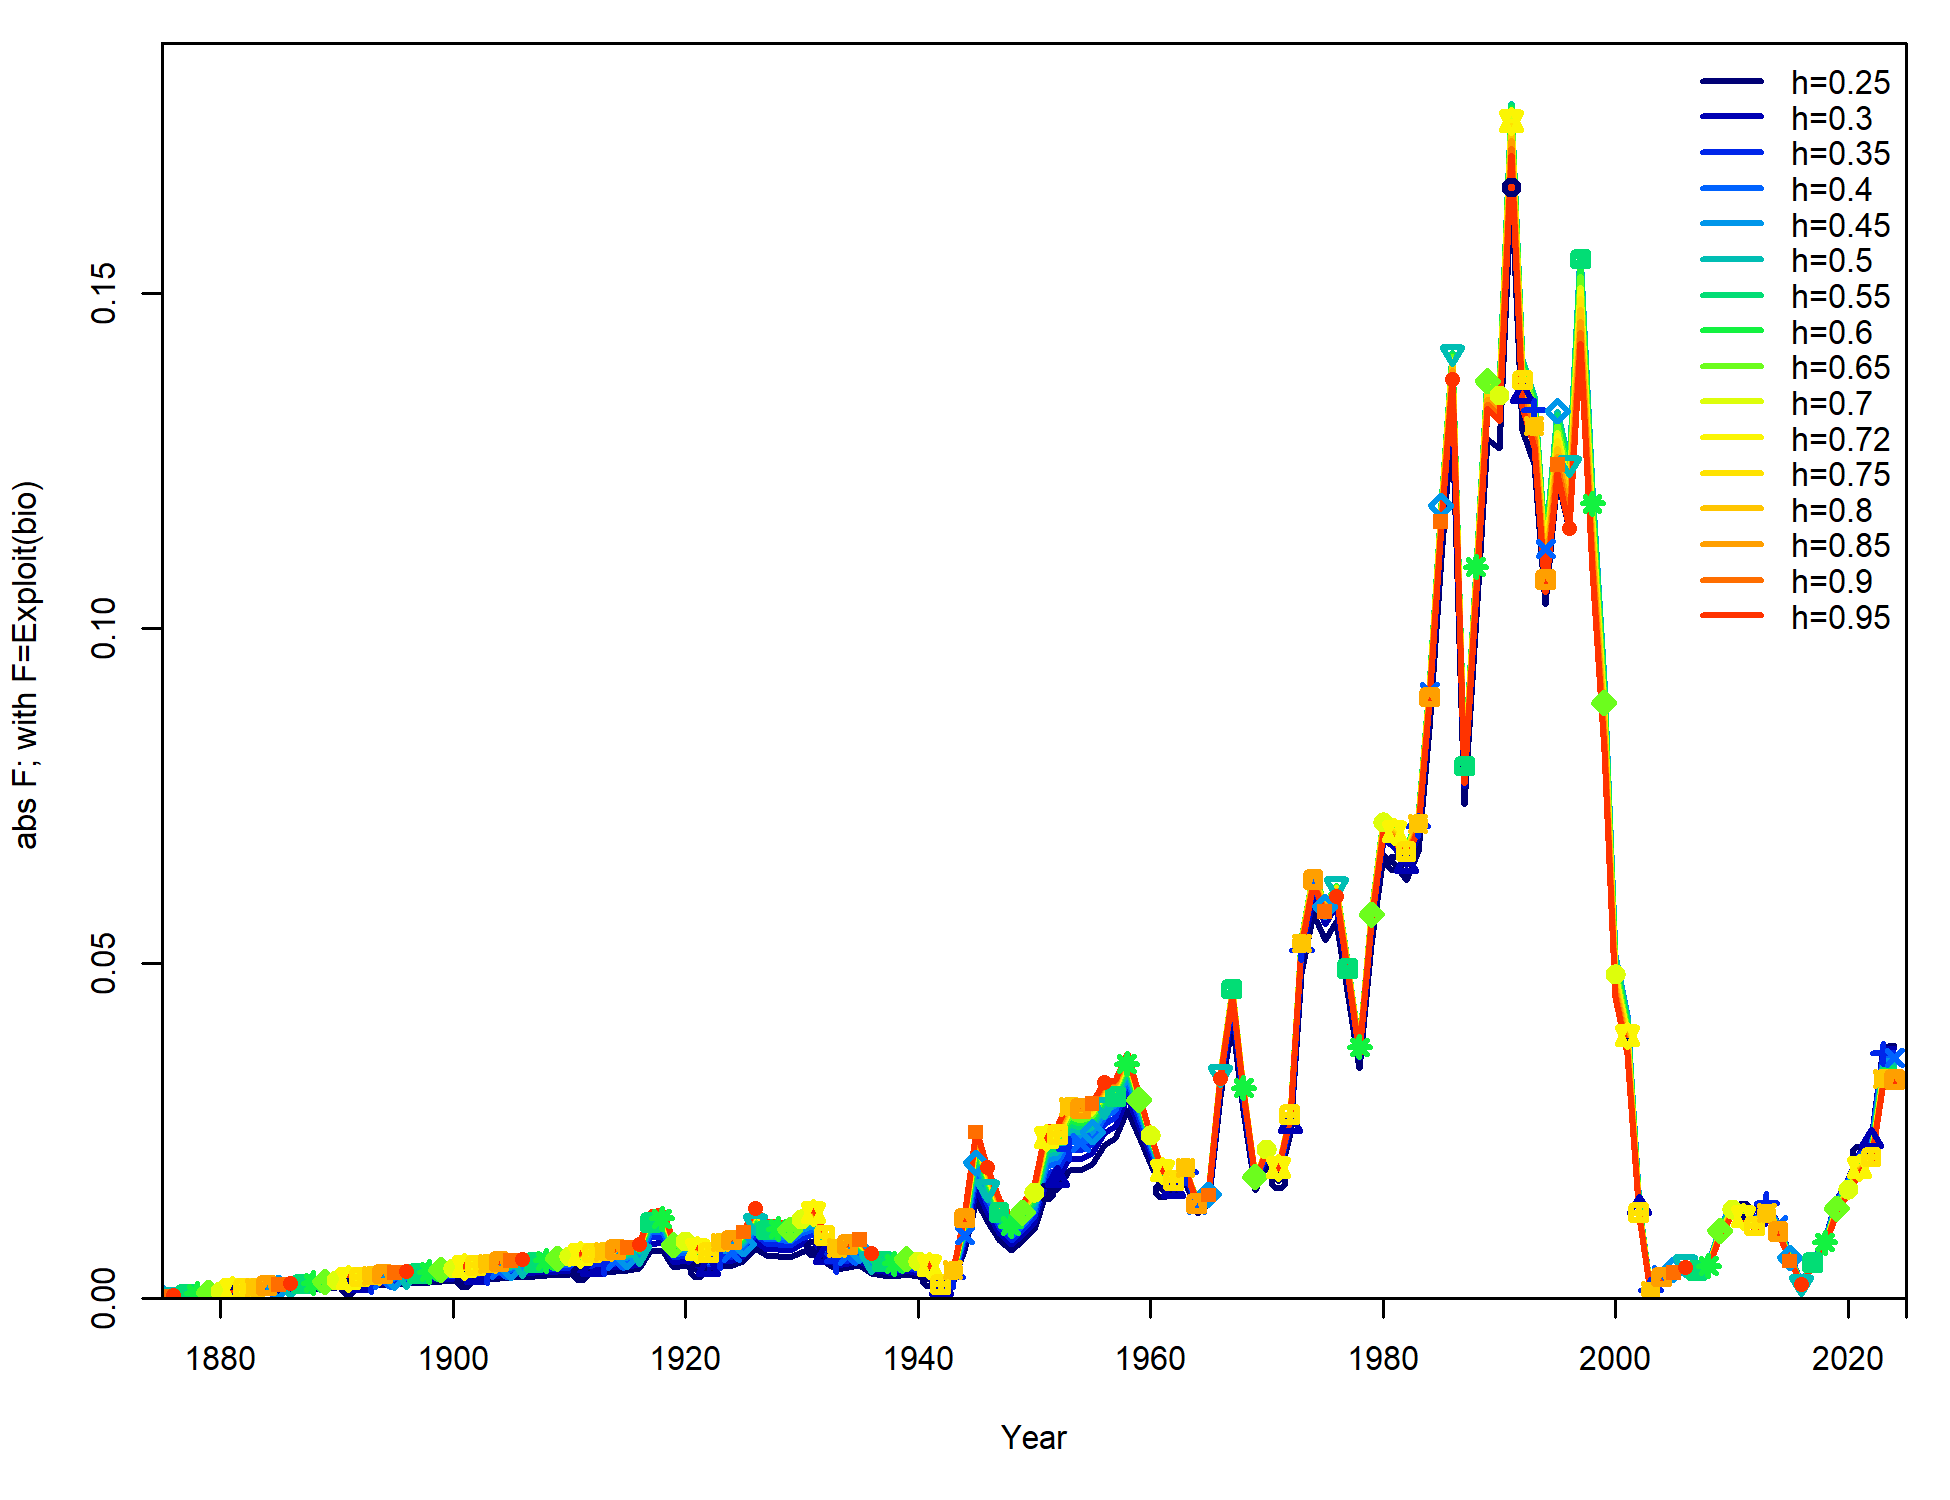 h=0.25
h=0.3
h=0.35
h=0.4
h=0.45
h=0.5
h=0.55
h=0.6
h=0.65
h=0.7
h=0.72
h=0.75
h=0.8
h=0.85
h=0.9
h=0.95
abs F; with F=Exploit(bio)
0.15
0.10
0.05
0.00
1880 1900 1920 1940 1960 1980 2000 2020
Year